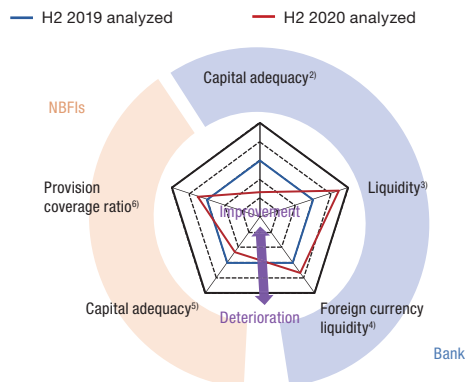 H2 2019 analyzed
H2 2020 analyzed
Capital adequacy2)
NBFIs
Provision
coverage ratio6)
Liquidity3)
Improvement
Capital adequacy5)
Deterioration
Foreign currency
liquidity4)
Bank